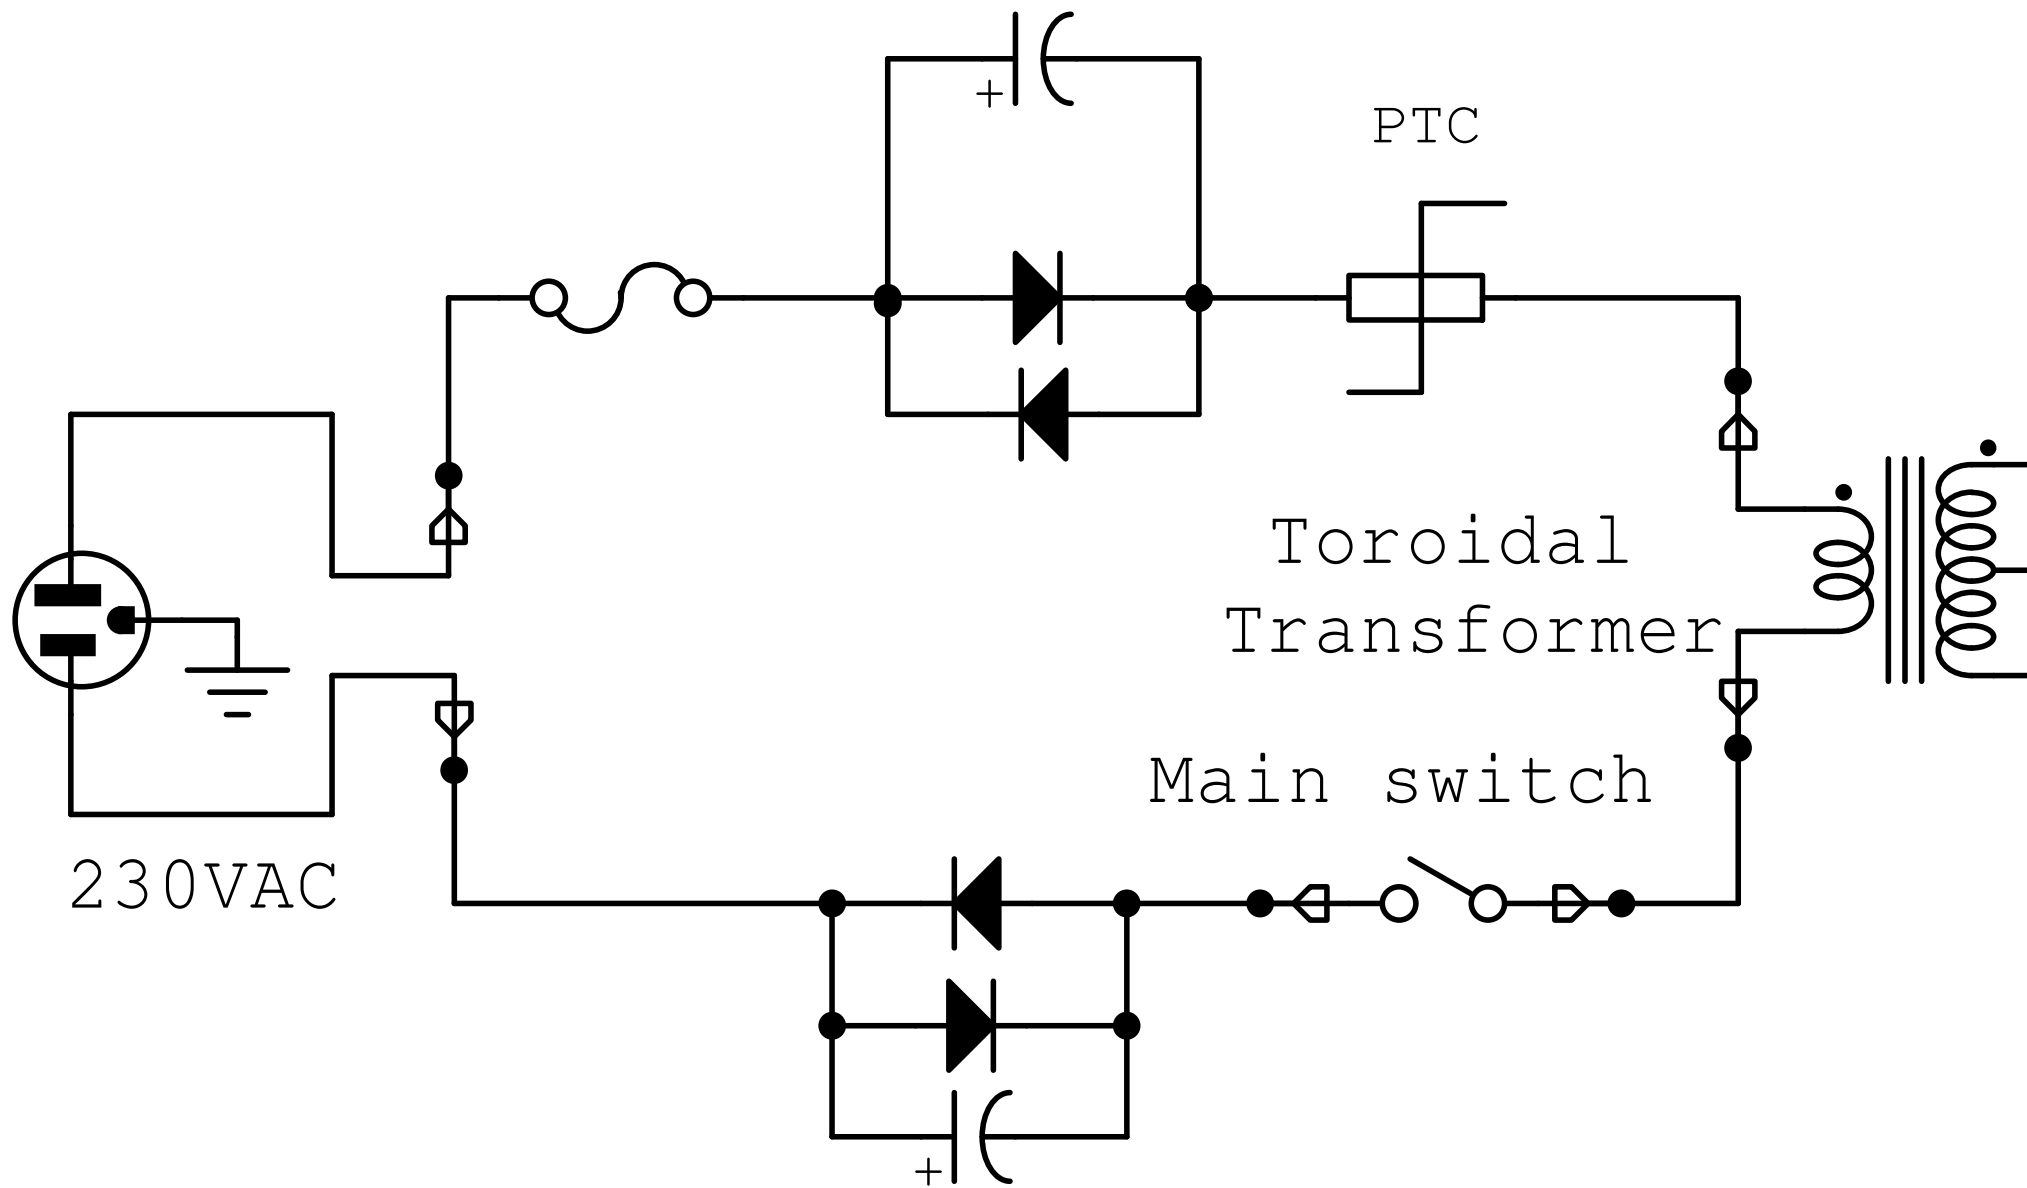 +
PTC
Toroidal
Transformer
Main switch
230VAC
+